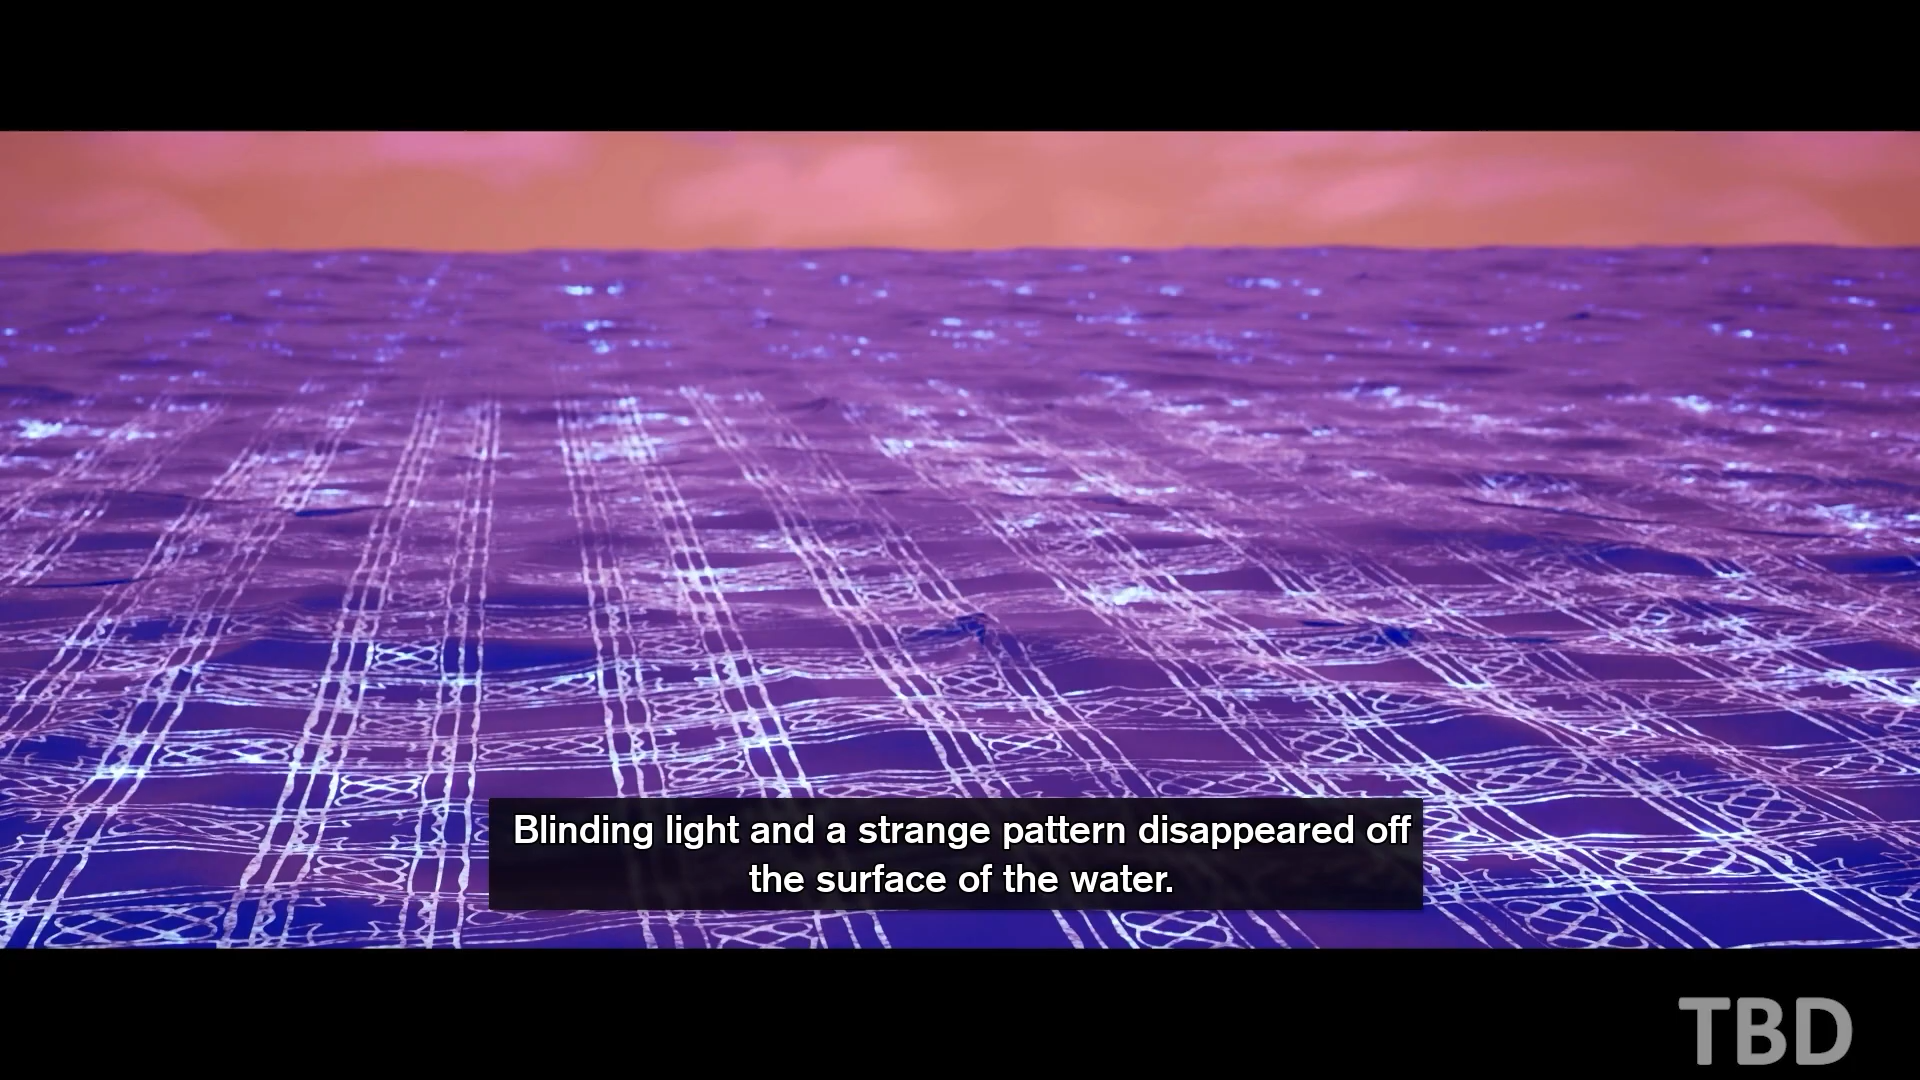 Blinding light and a strange pattern disappeared off
the surface of the water.
TBD